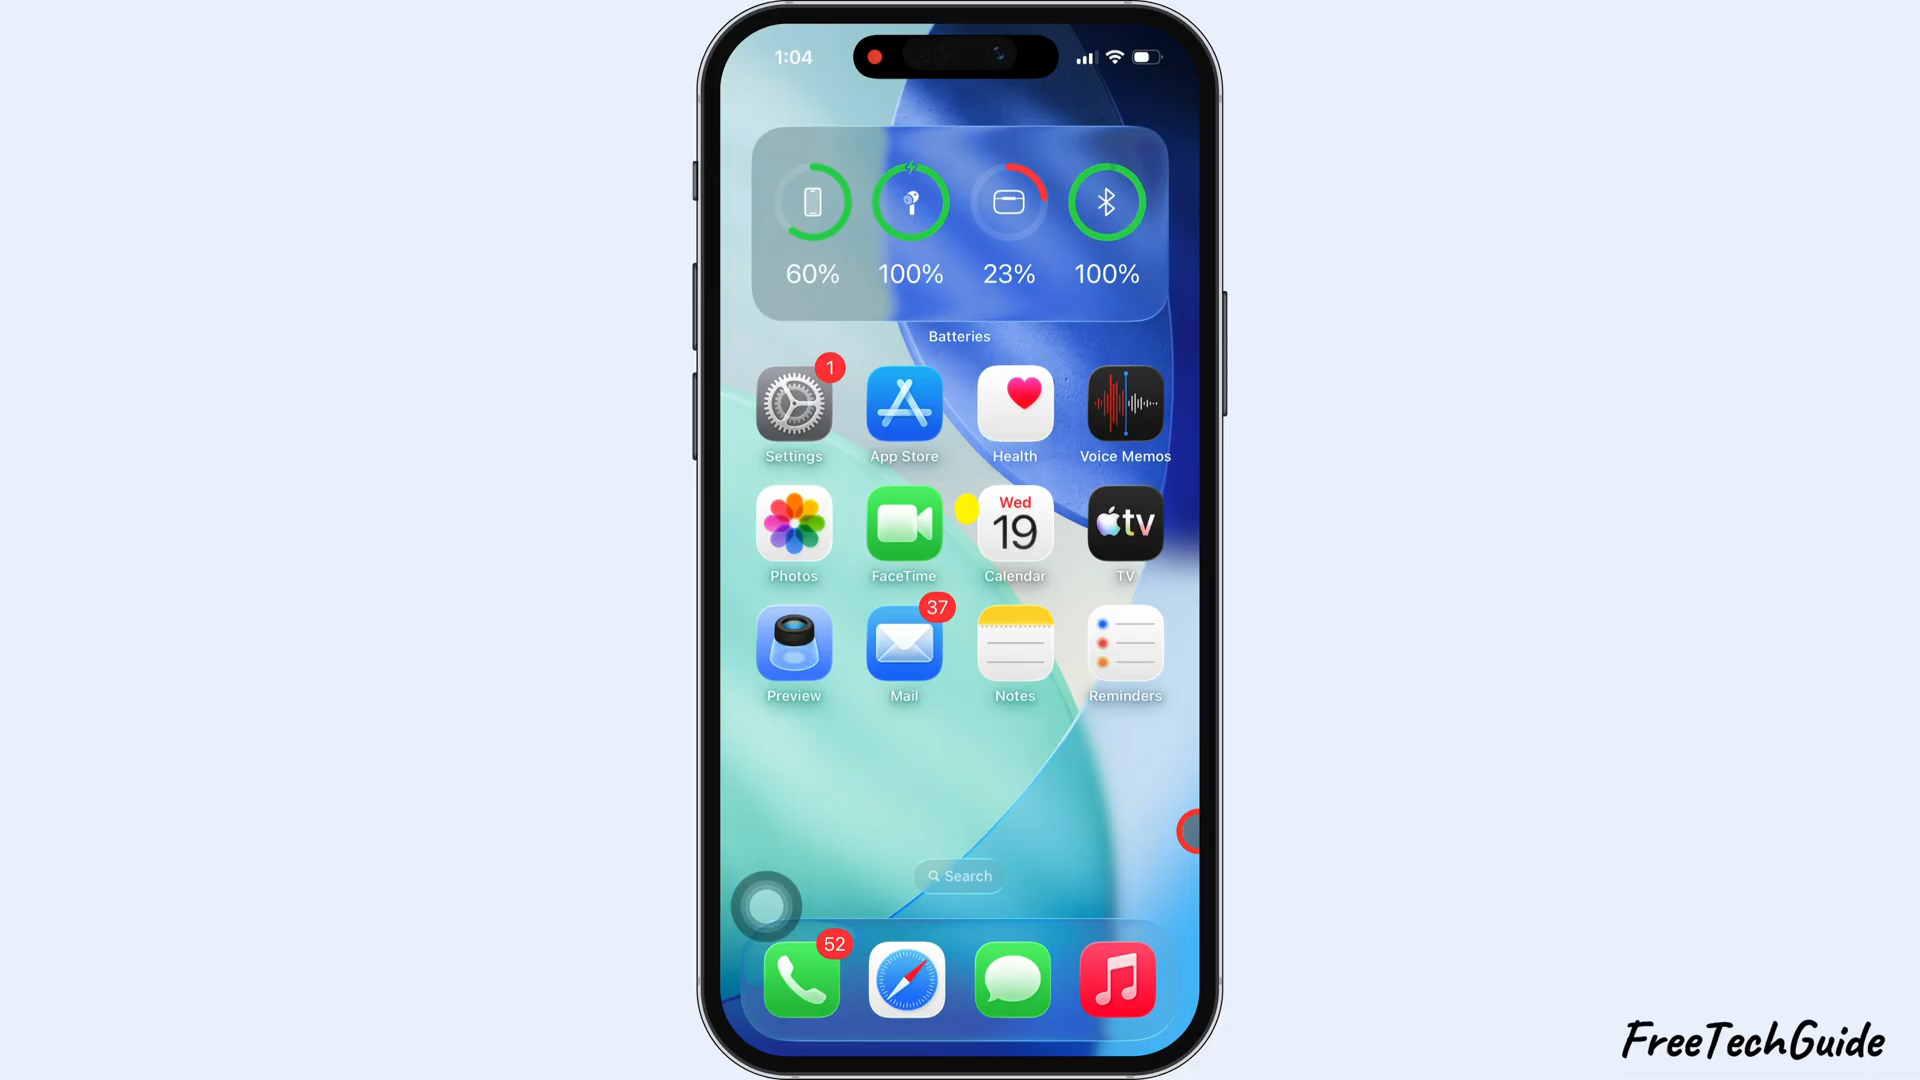 1:04
60% 100% 23% 100%
Batteries
1
Settings App Store Health Voice Memos
Wed
19
tv
Photos FaceTime Calendar TV
37
Preview Mail Notes Reminders
Search
52
FreeTechGuide